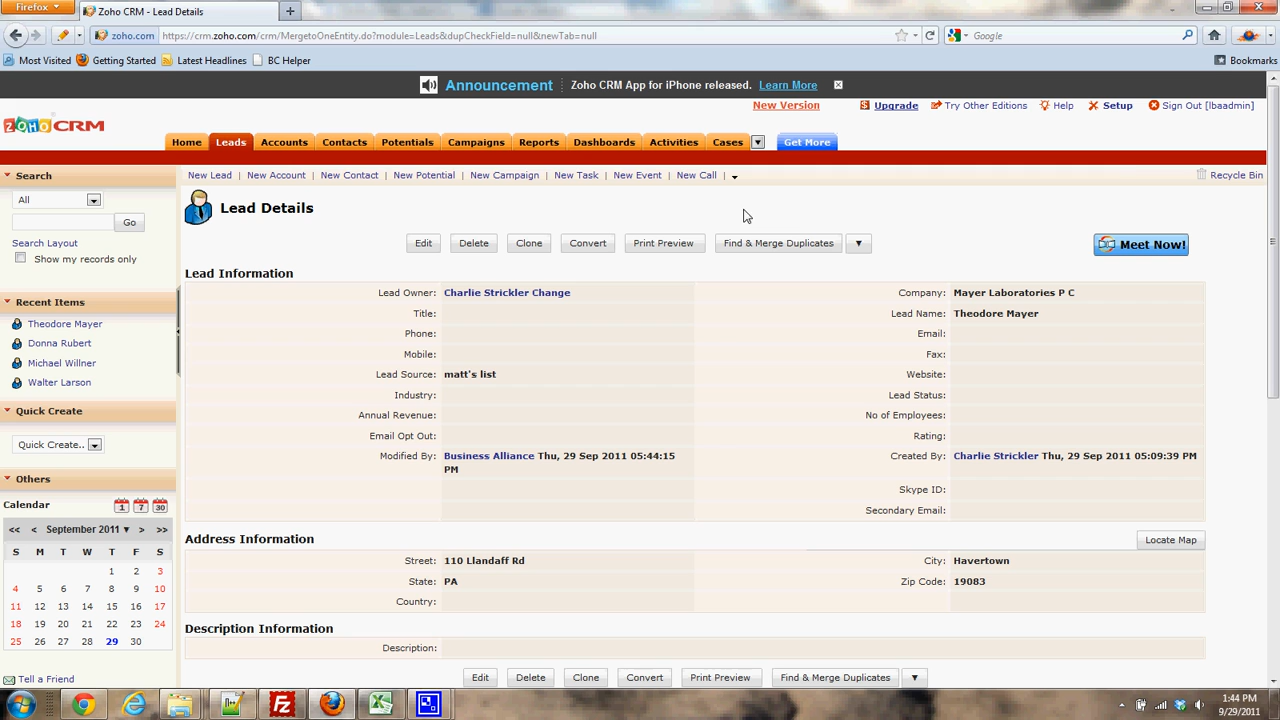 Firefox
Zoho CRM - Lead Details
zoho.com https://crm.zoho.com/crm/MergetoOneEntity.do?module=Leads&dupCheckField=null&newTab=null
Google
Most Visited Getting Started Latest Headlines BC Helper
Bookmarks
Announcement Zoho CRM App for iPhone released. Learn More
New Version Upgrade Try Other Editions Help Setup Sign Out [lbaadmin]
ZOHO CRM
Home Leads Accounts Contacts Potentials Campaigns Reports Dashboards Activities Cases Get More
New Lead | New Account | New Contact | New Potential | New Campaign | New Task | New Event | New Call |
Recycle Bin
Search
All
Go
Search Layout
Show my records only
Recent Items
Theodore Mayer
Donna Rubert
Michael Willner
Walter Larson
Quick Create
Quick Create..
Others
Calendar 1 7 30
<< < September 2011 > >>
S M T W T F S
1 2 3
4 5 6 7 8 9 10
11 12 13 14 15 16 17
18 19 20 21 22 23 24
25 26 27 28 29 30
Tell a Friend
Lead Details
Edit Delete Clone Convert Print Preview Find & Merge Duplicates
Meet Now!
Lead Information
Lead Owner: Charlie Strickler Change Company: Mayer Laboratories P C
Title: Lead Name: Theodore Mayer
Phone: Email:
Mobile: Fax:
Lead Source: matt's list Website:
Industry: Lead Status:
Annual Revenue: No of Employees:
Email Opt Out: Rating:
Modified By: Business Alliance Thu, 29 Sep 2011 05:44:15 PM Created By: Charlie Strickler Thu, 29 Sep 2011 05:09:39 PM
Skype ID:
Secondary Email:
Address Information
Locate Map
Street: 110 Llandaff Rd City: Havertown
State: PA Zip Code: 19083
Country:
Description Information
Description:
Edit Delete Clone Convert Print Preview Find & Merge Duplicates
1:44 PM
9/29/2011